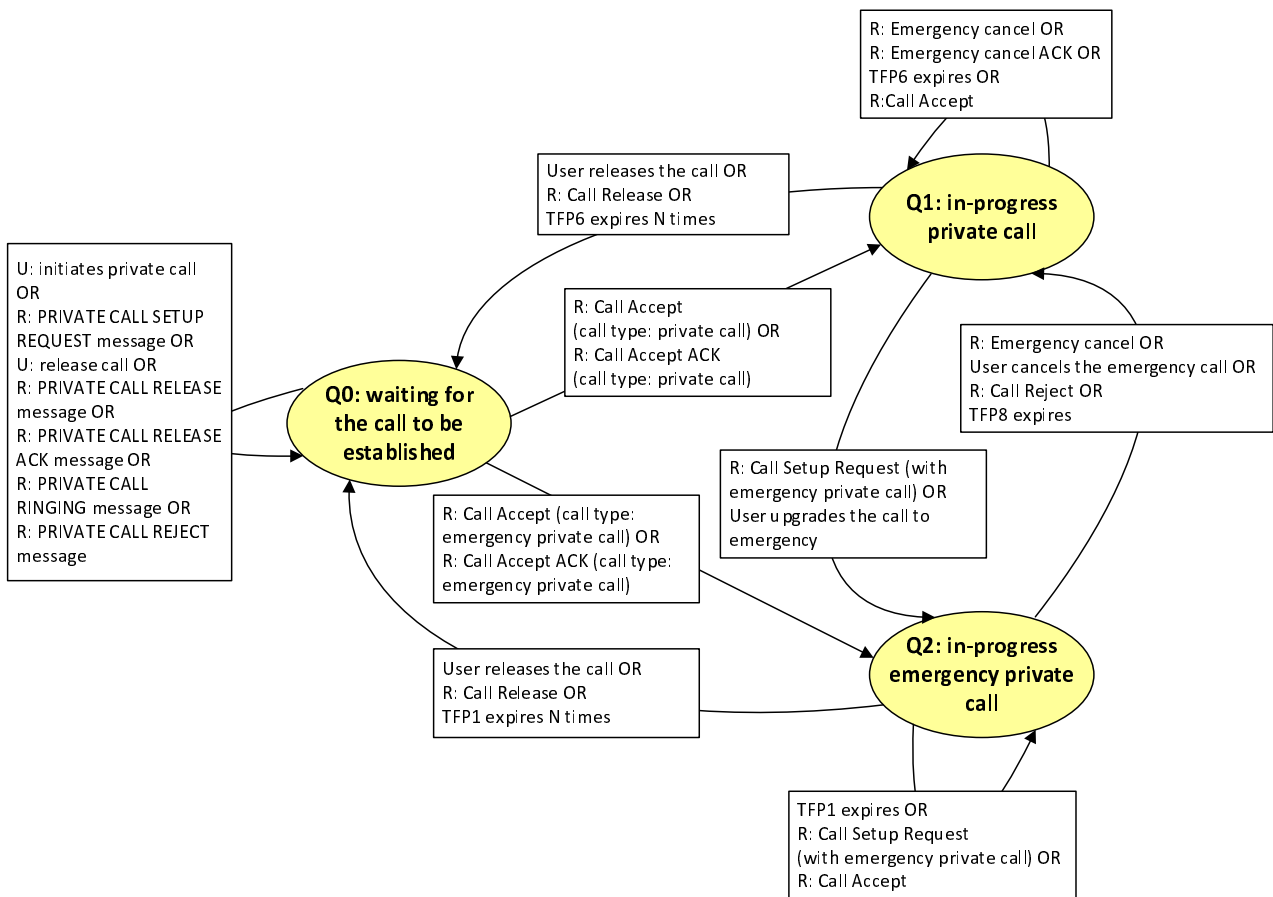 R: Emergency cancel OR
R: Emergency cancel ACK OR
TFP6 expires OR
R:Call Accept
User releases the call OR
R: Call Release OR
TFP6 expires N times
Q1: in-progress
private call
U: initiates private call
OR
R: PRIVATE CALL SETUP
REQUEST message OR
U: release call OR
R: PRIVATE CALL RELEASE
message OR
R: PRIVATE CALL RELEASE
ACK message OR
R: PRIVATE CALL
RINGING message OR
R: PRIVATE CALL REJECT
message
R: Call Accept
(call type: private call) OR
R: Call Accept ACK
(call type: private call)
R: Emergency cancel OR
User cancels the emergency call OR
R: Call Reject OR
TFP8 expires
Q0: waiting for
the call to be
established
R: Call Setup Request (with
emergency private call) OR
User upgrades the call to
emergency
R: Call Accept (call type:
emergency private call) OR
R: Call Accept ACK (call type:
emergency private call)
Q2: in-progress
emergency private
call
User releases the call OR
R: Call Release OR
TFP1 expires N times
TFP1 expires OR
R: Call Setup Request
(with emergency private call) OR
R: Call Accept